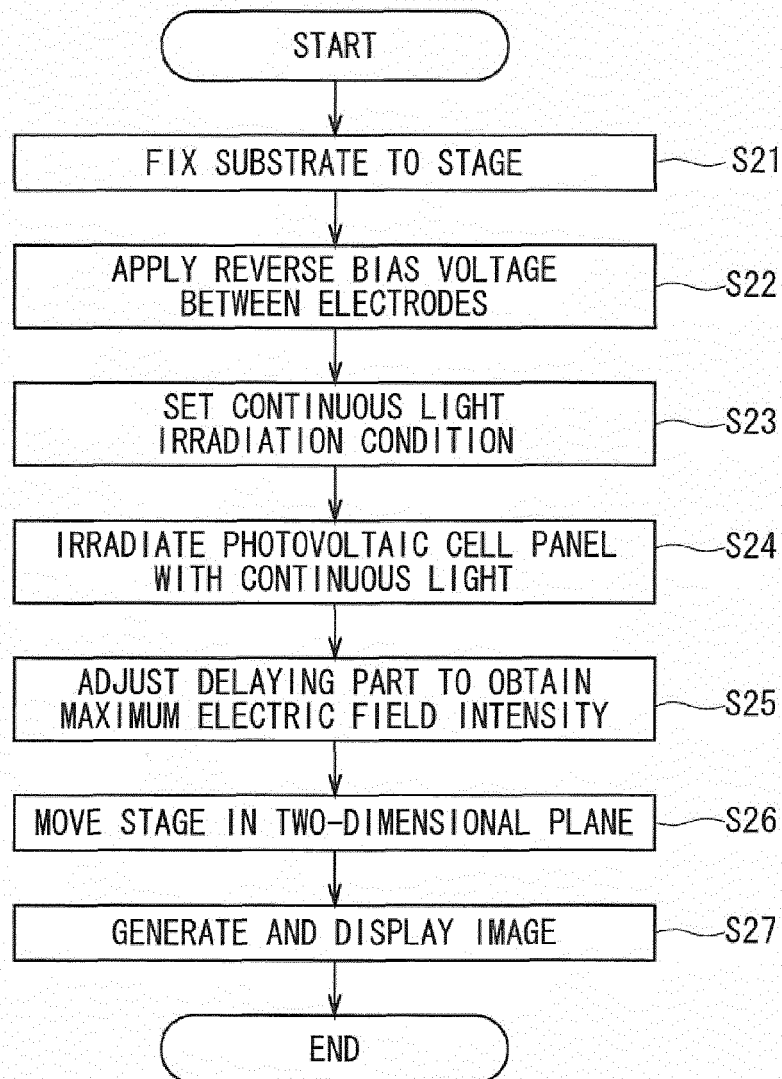 START
FIX SUBSTRATE TO STAGE
S21
APPLY REVERSE BIAS VOLTAGE
BETWEEN ELECTRODES
S22
SET CONTINUOUS LIGHT
IRRADIATION CONDITION
S23
IRRADIATE PHOTOVOLTAIC CELL PANEL
WITH CONTINUOUS LIGHT
S24
ADJUST DELAYING PART TO OBTAIN
MAXIMUM ELECTRIC FIELD INTENSITY
S25
MOVE STAGE IN TWO-DIMENSIONAL PLANE
S26
GENERATE AND DISPLAY IMAGE
S27
END